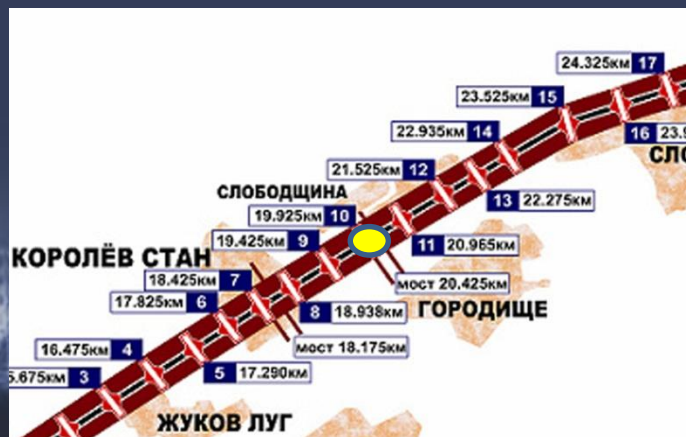 24.325км 17
23.525км 15
22.935км 14
16 23.9
СЛО
21.525км 12
СЛОБОДЩИНА
13 22.275км
19.925км 10
19.425км 9
11 20.965км
КОРОЛЁВ СТАН
18.425км 7
мост 20.425км
17.825км 6
8 18.938км
ГОРОДИЩЕ
16.475км 4
мост 18.175км
5.675км 3
5 17.290км
ЖУКОВ ЛУГ